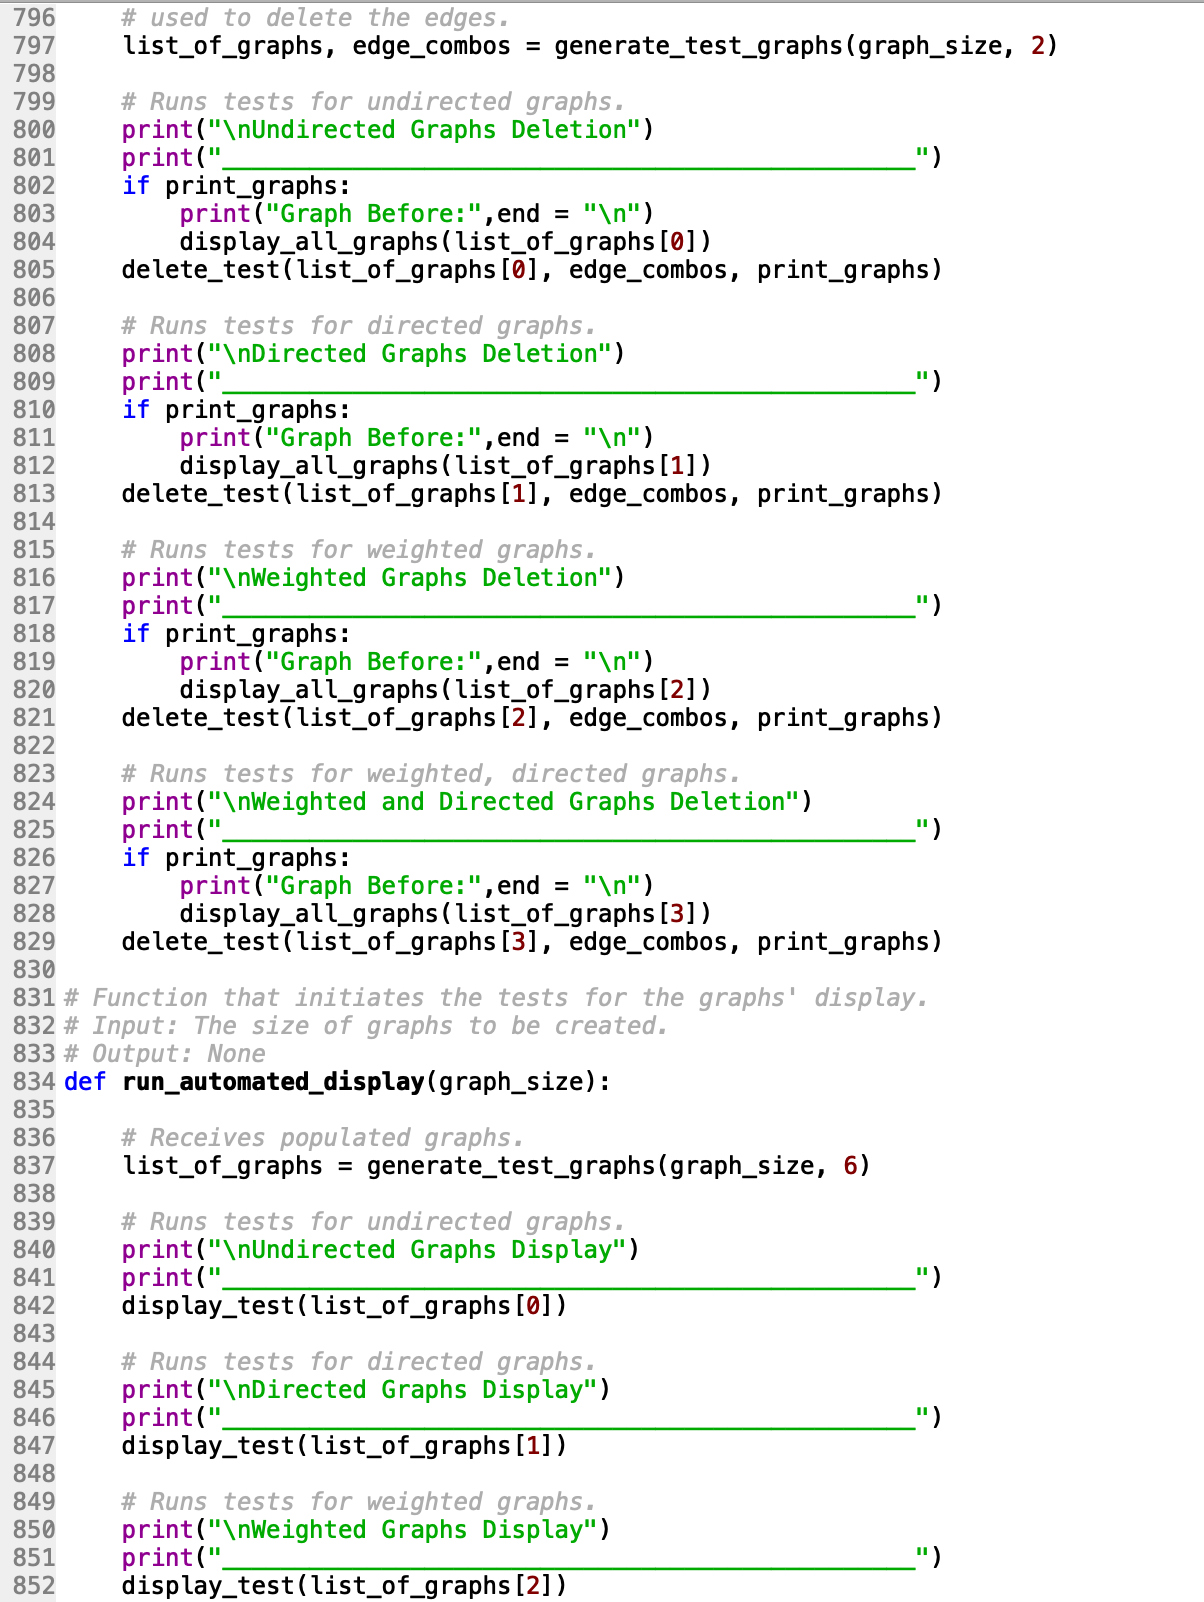 796 # used to delete the edges.
797 list_of_graphs, edge_combos = generate_test_graphs(graph_size, 2)
798
799 # Runs tests for undirected graphs.
800 print("\nUndirected Graphs Deletion")
801 print("________________________________________________")
802 if print_graphs:
803 print("Graph Before:",end = "\n")
804 display_all_graphs(list_of_graphs[0])
805 delete_test(list_of_graphs[0], edge_combos, print_graphs)
806
807 # Runs tests for directed graphs.
808 print("\nDirected Graphs Deletion")
809 print("________________________________________________")
810 if print_graphs:
811 print("Graph Before:",end = "\n")
812 display_all_graphs(list_of_graphs[1])
813 delete_test(list_of_graphs[1], edge_combos, print_graphs)
814
815 # Runs tests for weighted graphs.
816 print("\nWeighted Graphs Deletion")
817 print("________________________________________________")
818 if print_graphs:
819 print("Graph Before:",end = "\n")
820 display_all_graphs(list_of_graphs[2])
821 delete_test(list_of_graphs[2], edge_combos, print_graphs)
822
823 # Runs tests for weighted, directed graphs.
824 print("\nWeighted and Directed Graphs Deletion")
825 print("________________________________________________")
826 if print_graphs:
827 print("Graph Before:",end = "\n")
828 display_all_graphs(list_of_graphs[3])
829 delete_test(list_of_graphs[3], edge_combos, print_graphs)
830
831 # Function that initiates the tests for the graphs' display.
832 # Input: The size of graphs to be created.
833 # Output: None
834 def run_automated_display(graph_size):
835
836 # Receives populated graphs.
837 list_of_graphs = generate_test_graphs(graph_size, 6)
838
839 # Runs tests for undirected graphs.
840 print("\nUndirected Graphs Display")
841 print("________________________________________________")
842 display_test(list_of_graphs[0])
843
844 # Runs tests for directed graphs.
845 print("\nDirected Graphs Display")
846 print("________________________________________________")
847 display_test(list_of_graphs[1])
848
849 # Runs tests for weighted graphs.
850 print("\nWeighted Graphs Display")
851 print("________________________________________________")
852 display_test(list_of_graphs[2])